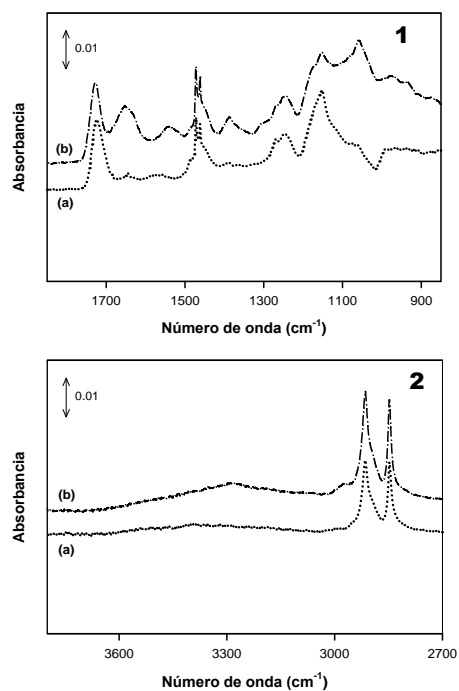 1
0.01
Absorbancia
(b)
(a)
1700 1500 1300 1100 900
Número de onda (cm-1)
2
0.01
Absorbancia
(b)
(a)
3600 3300 3000 2700
Número de onda (cm-1)